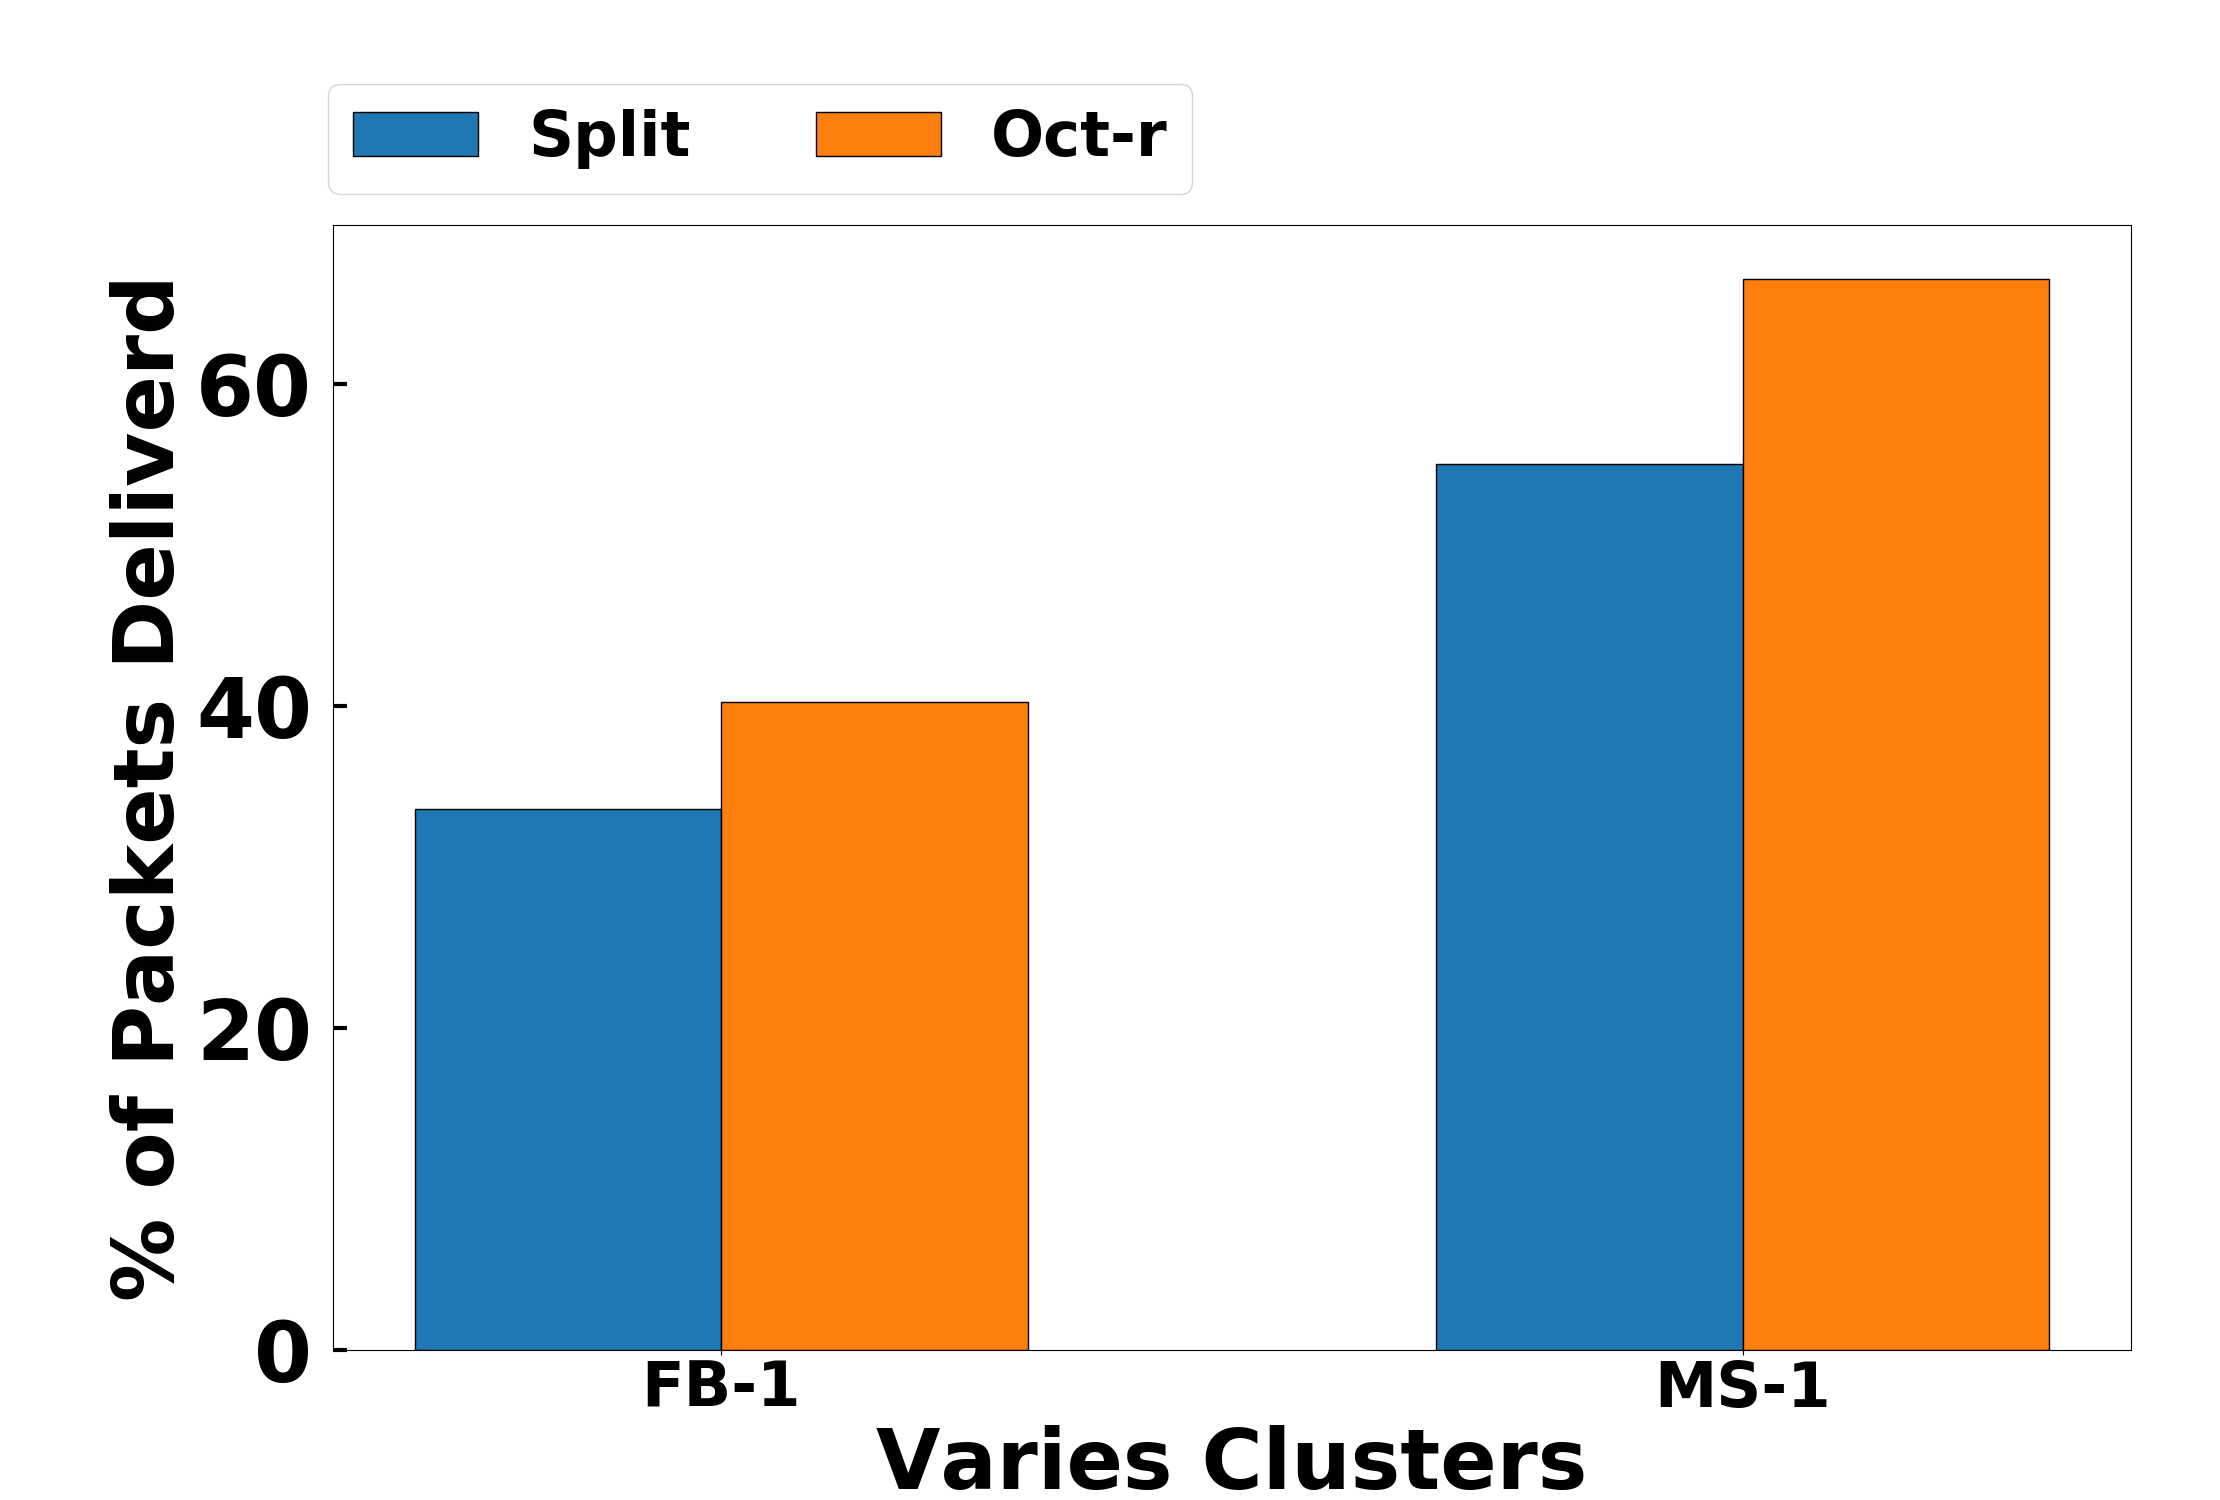 Split Oct-r
% of Packets Deliverd
60
40
20
0
FB-1 MS-1
Varies Clusters